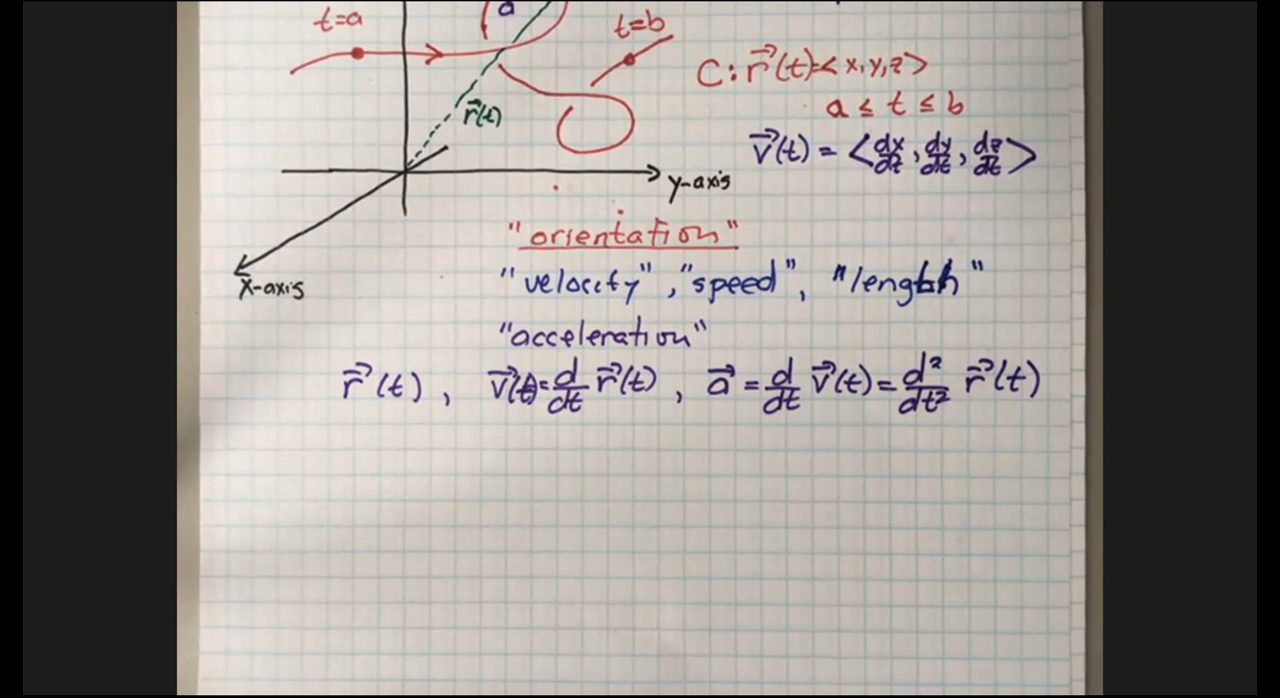 t=a
a
t=b
C: r⃗(t)=< x,y,z >
a ≤ t ≤ b
r⃗(t)
v⃗(t) = <dx/dt, dy/dt, dz/dt>
y-axis
"orientation"
x-axis
"velocity", "speed", "length"
"acceleration"
r⃗(t), v⃗(t)=d/dt r⃗(t), a⃗ = d/dt v⃗(t) = d²/dt² r⃗(t)